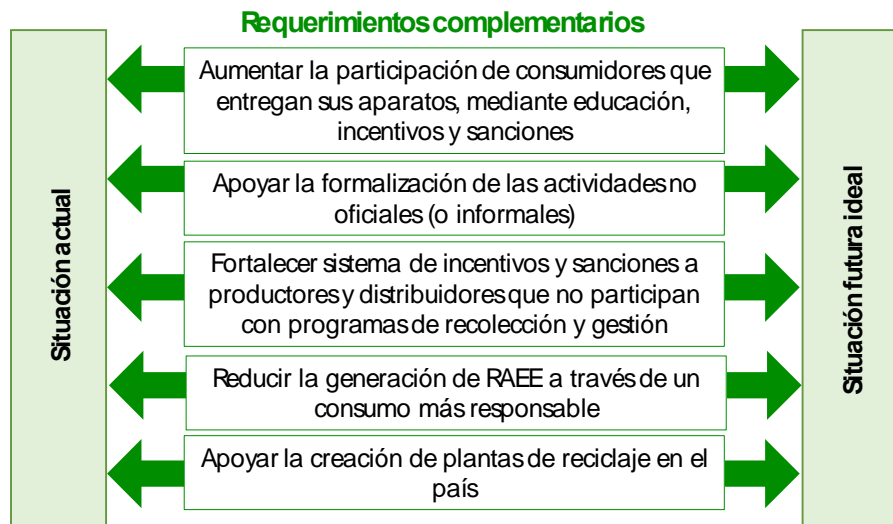 Requerimientos complementarios
Situación actual
Aumentar la participación de consumidores que
entregan sus aparatos, mediante educación,
incentivos y sanciones
Apoyar la formalización de las actividades no
oficiales (o informales)
Fortalecer sistema de incentivos y sanciones a
productores y distribuidores que no participan
con programas de recolección y gestión
Reducir la generación de RAEE a través de un
consumo más responsable
Apoyar la creación de plantas de reciclaje en el
país
Situación futura ideal